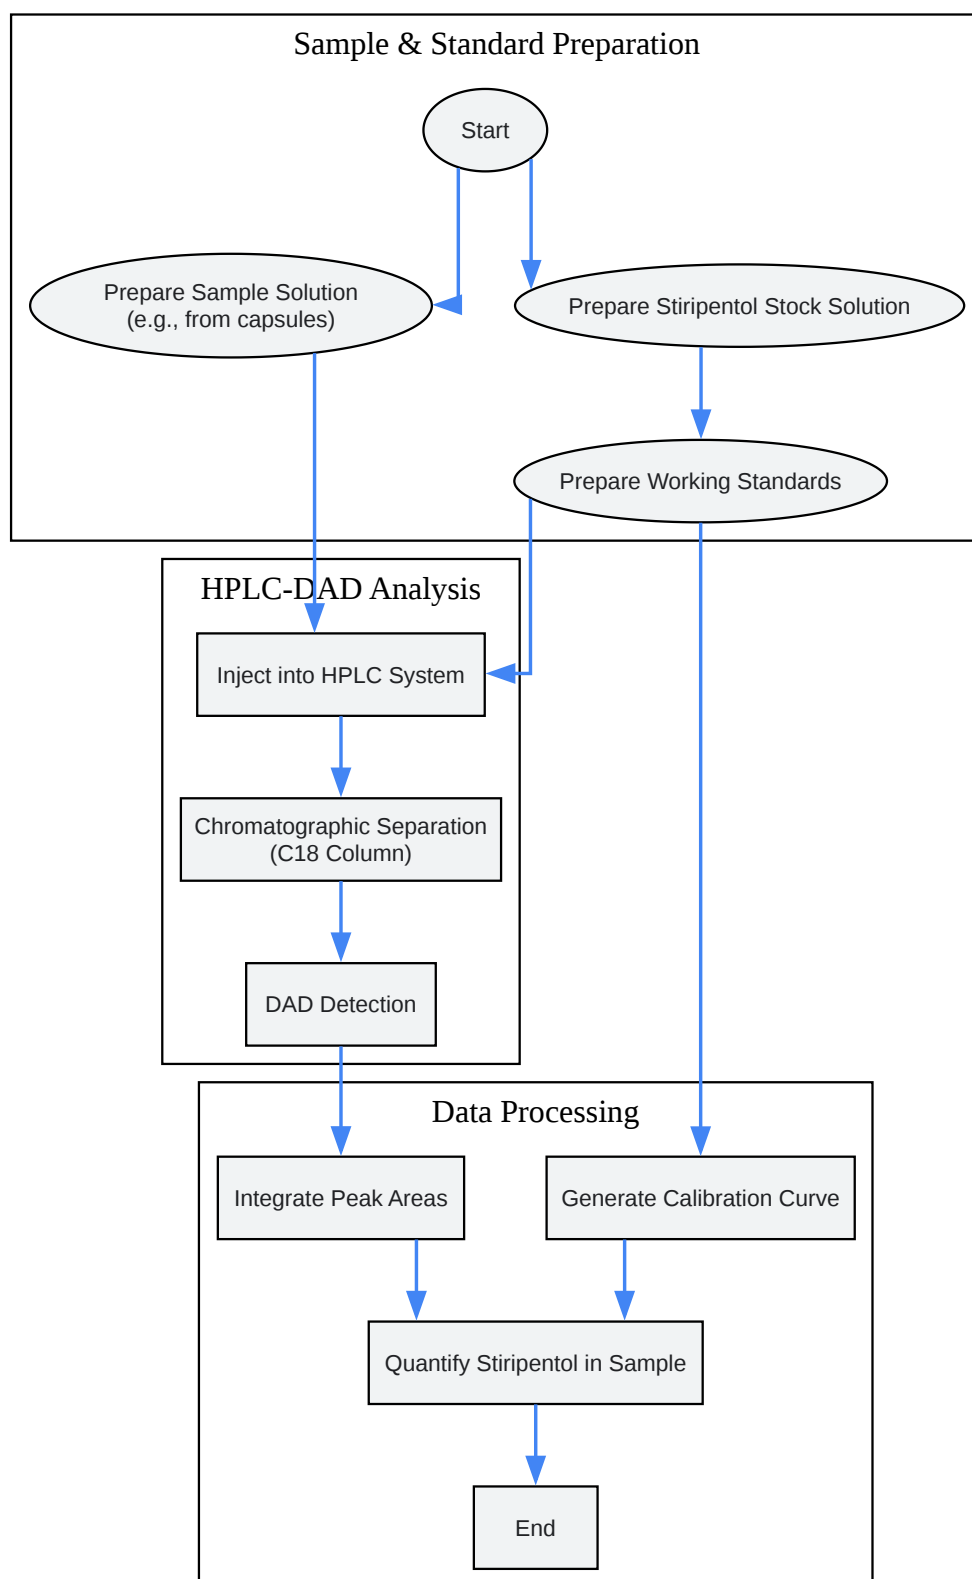 Sample & Standard Preparation
Start
Prepare Sample Solution
(e.g., from capsules)
Prepare Stiripentol Stock Solution
Prepare Working Standards
HPLC-DAD Analysis
Inject into HPLC System
Chromatographic Separation
(C18 Column)
DAD Detection
Data Processing
Integrate Peak Areas
Generate Calibration Curve
Quantify Stiripentol in Sample
End